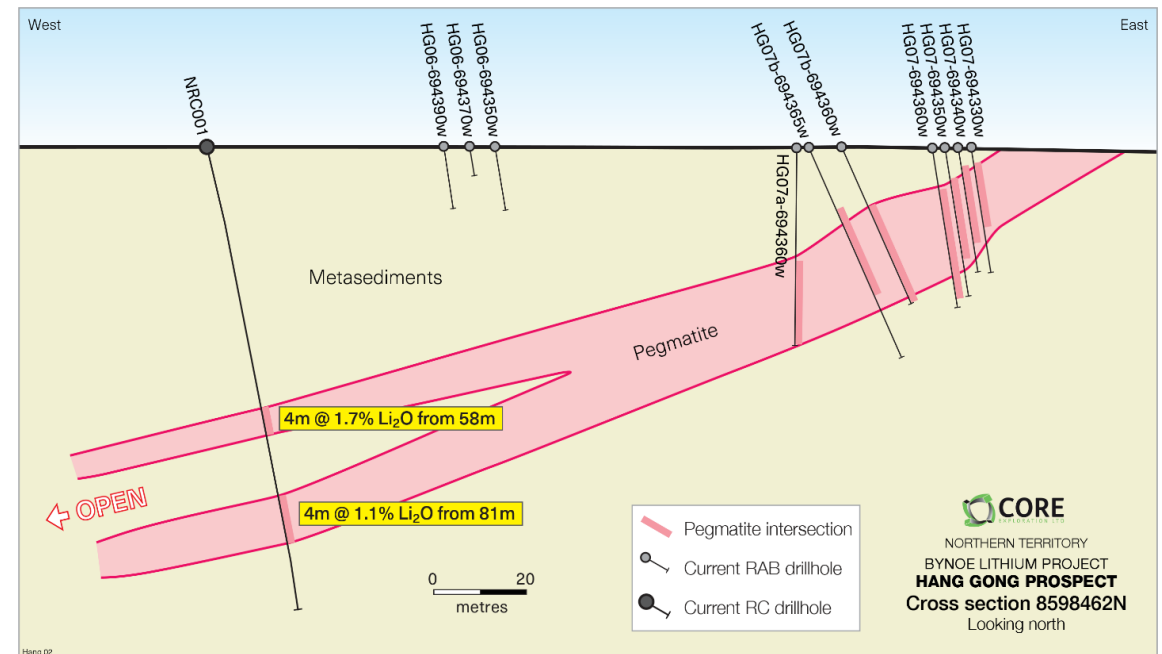 West
East
NRC001
HG06-694390w
HG06-694370w
HG06-694350w
HG07b-694365w
HG07b-694360w
HG07-694360w
HG07-694350w
HG07-694340w
HG07-694330w
HG07a-694360w
Metasediments
Pegmatite
4m @ 1.7% Li₂O from 58m
4m @ 1.1% Li₂O from 81m
OPEN
0 20
metres
Pegmatite intersection
Current RAB drillhole
Current RC drillhole
CORE
EXPLORATION LTD
NORTHERN TERRITORY
BYNOE LITHIUM PROJECT
HANG GONG PROSPECT
Cross section 8598462N
Looking north
Hang 02